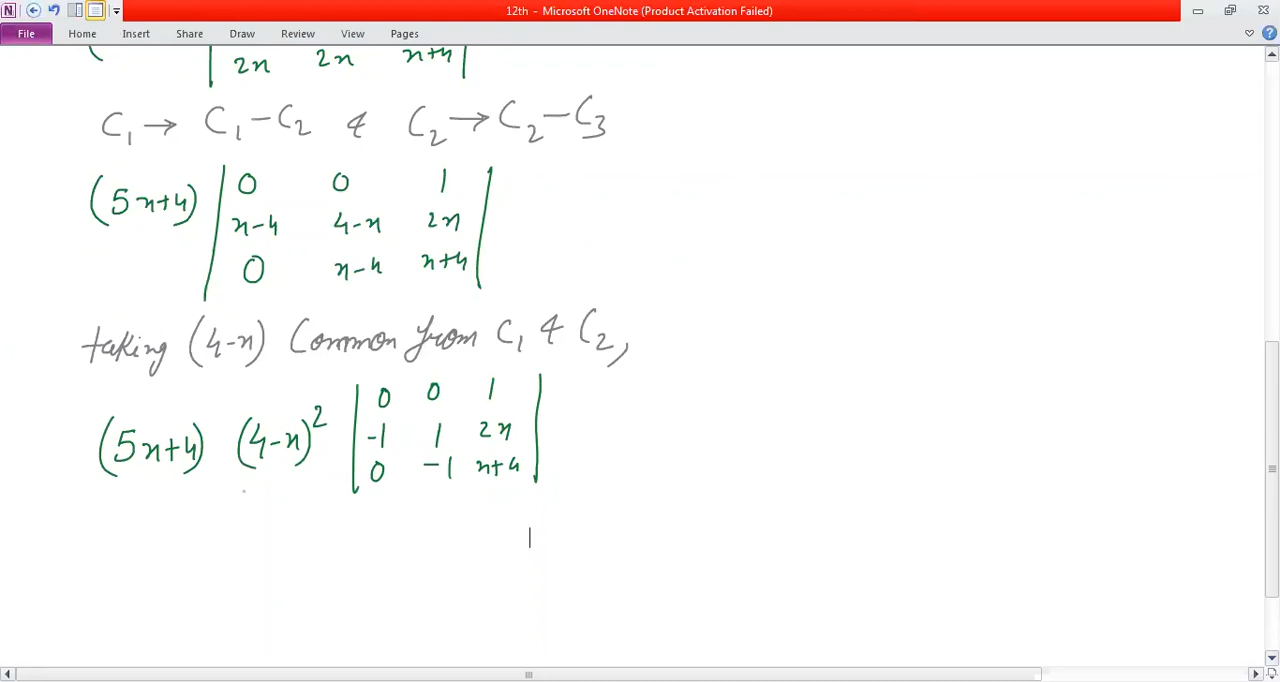 12th - Microsoft OneNote (Product Activation Failed)
File Home Insert Share Draw Review View Pages
2x 2x x+4
C₁ → C₁ - C₂ & C₂ → C₂ - C₃
(5x+4) | 0 0 1 |
| x-4 4-x 2x |
| 0 x-4 x+4 |
taking (4-x) Common from C₁ & C₂,
(5x+4) (4-x)² | 0 0 1 |
| -1 1 2x |
| 0 -1 x+4 |